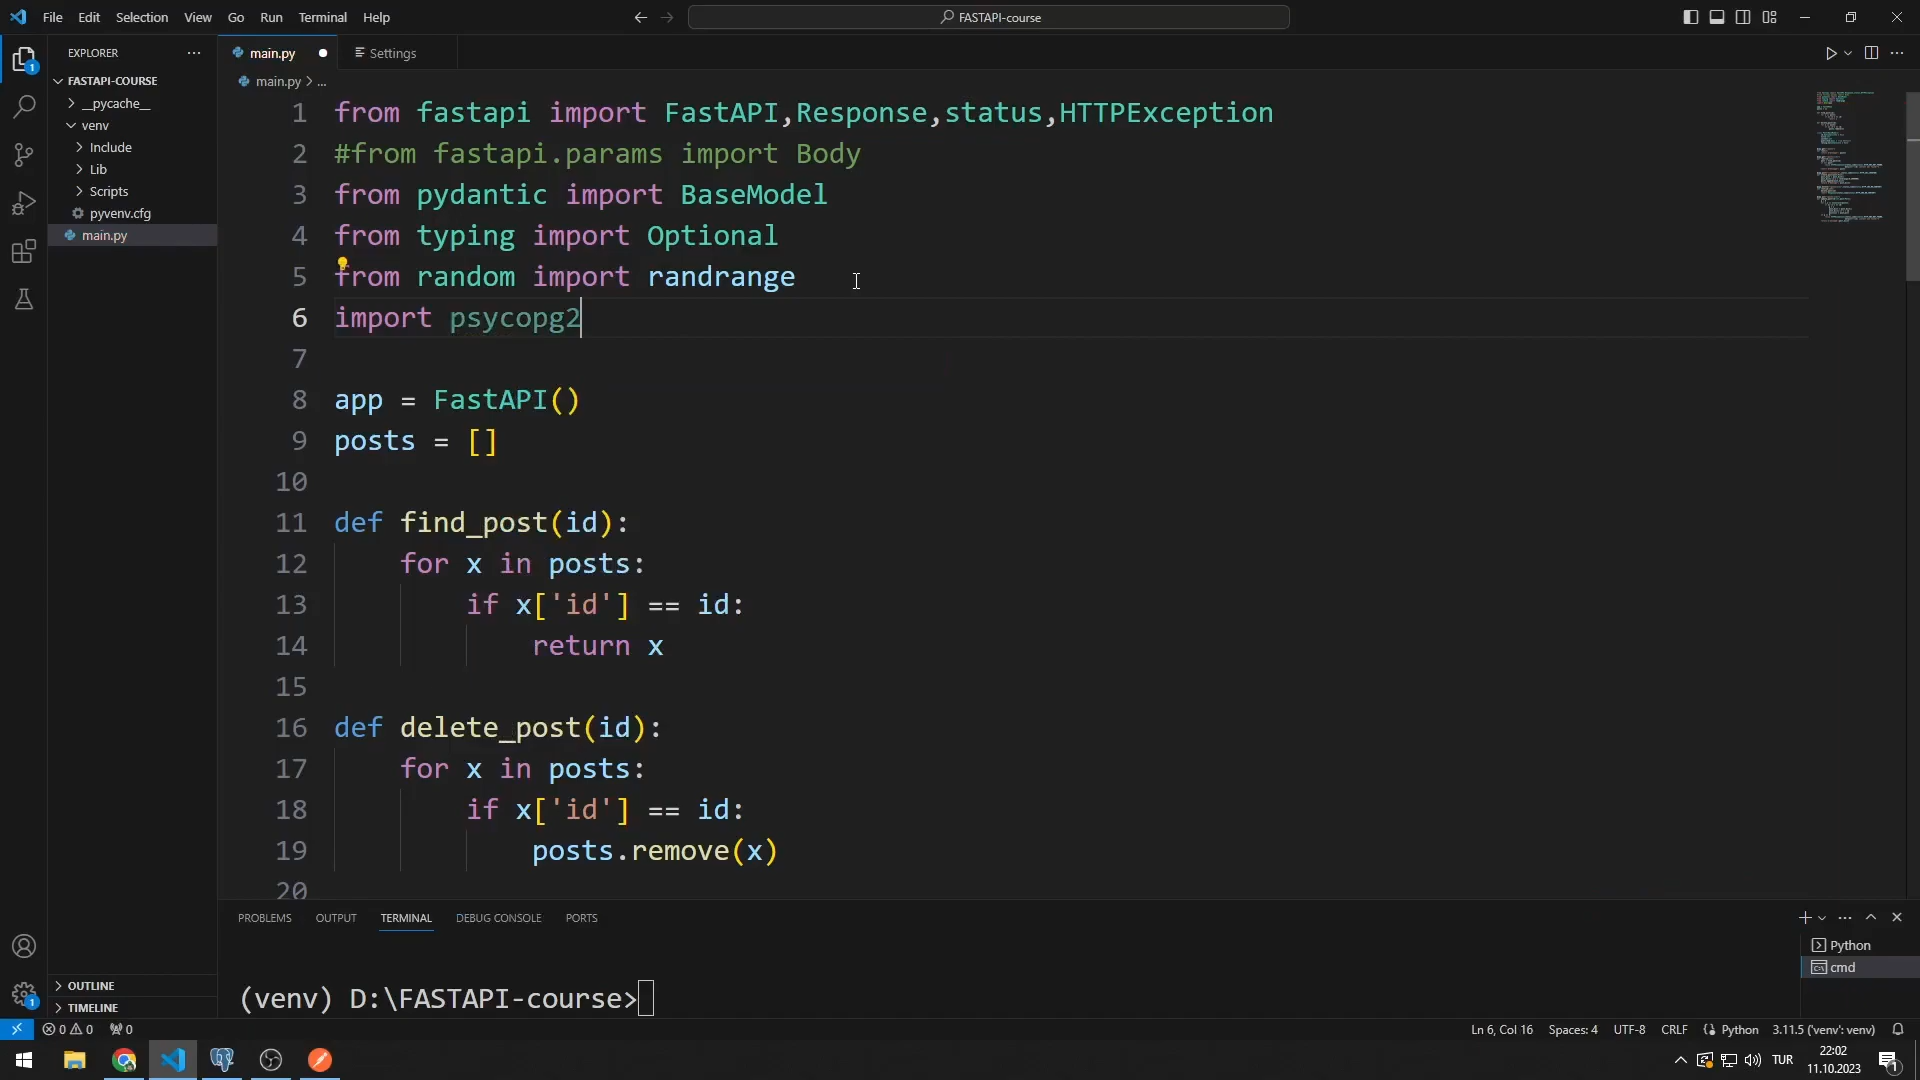 File Edit Selection View Go Run Terminal Help
FASTAPI-course
EXPLORER
main.py
Settings
FASTAPI-COURSE
main.py > ...
__pycache__
venv
Include
Lib
Scripts
pyvenv.cfg
main.py
1 from fastapi import FastAPI,Response,status,HTTPException
2 #from fastapi.params import Body
3 from pydantic import BaseModel
4 from typing import Optional
5 from random import randrange
6 import psycopg2
7
8 app = FastAPI()
9 posts = []
10
11 def find_post(id):
12 for x in posts:
13 if x['id'] == id:
14 return x
15
16 def delete_post(id):
17 for x in posts:
18 if x['id'] == id:
19 posts.remove(x)
20
PROBLEMS OUTPUT TERMINAL DEBUG CONSOLE PORTS
Python
cmd
(venv) D:\FASTAPI-course>
OUTLINE
TIMELINE
0 0 0
Ln 6, Col 16 Spaces: 4 UTF-8 CRLF Python 3.11.5 ('venv': venv)
TUR
22:02
11.10.2023
1
1
1